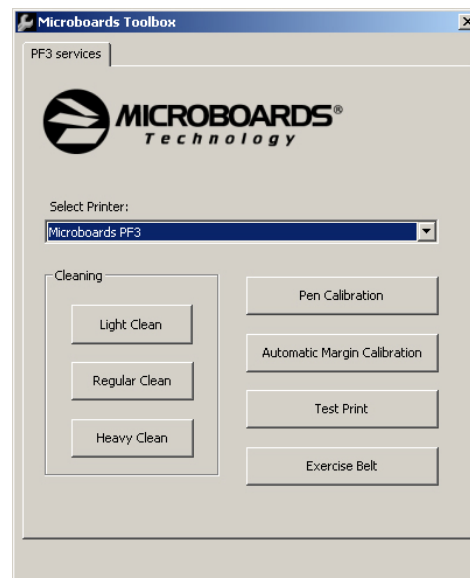 Microboards Toolbox
PF3 services
MICROBOARDS®
Technology
Select Printer:
Microboards PF3
Cleaning
Light Clean
Regular Clean
Heavy Clean
Pen Calibration
Automatic Margin Calibration
Test Print
Exercise Belt